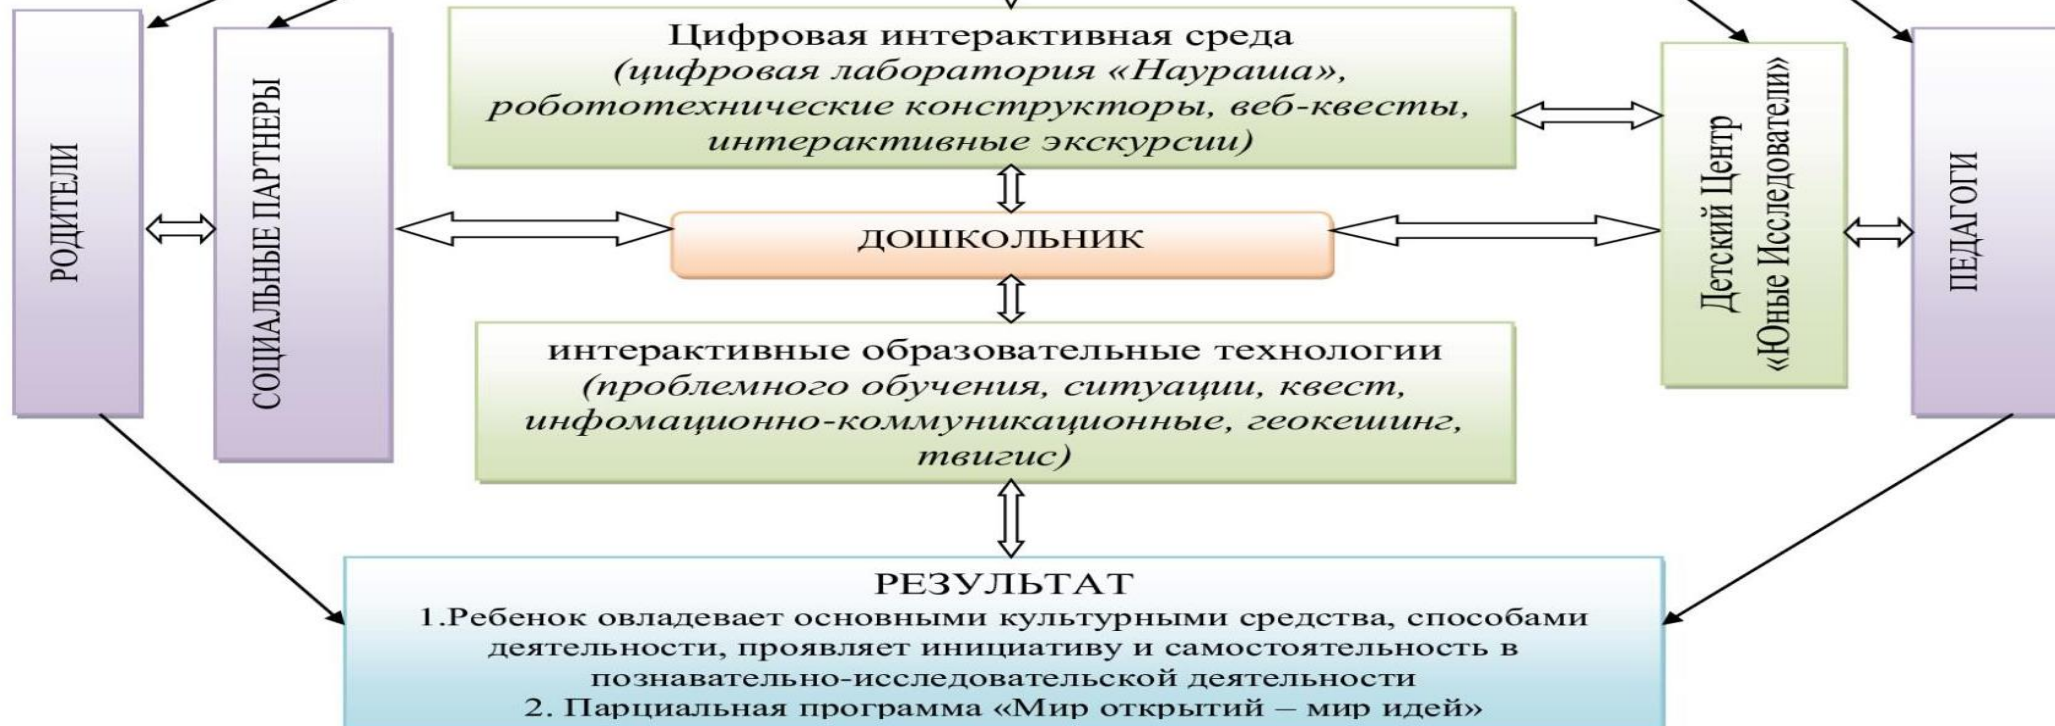 РОДИТЕЛИ
СОЦИАЛЬНЫЕ ПАРТНЕРЫ
Цифровая интерактивная среда
(цифровая лаборатория «Наураша»,
робототехнические конструкторы, веб-квесты,
интерактивные экскурсии)
ДОШКОЛЬНИК
интерактивные образовательные технологии
(проблемного обучения, ситуации, квест,
инфомационно-коммуникационные, геокешинг,
твигис)
Детский Центр
«Юные Исследователи»
ПЕДАГОГИ
РЕЗУЛЬТАТ
1.Ребенок овладевает основными культурными средства, способами
деятельности, проявляет инициативу и самостоятельность в
познавательно-исследовательской деятельности
2. Парциальная программа «Мир открытий – мир идей»